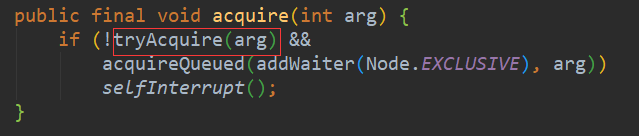 public final void acquire(int arg) {
if (!tryAcquire(arg) &&
acquireQueued(addWaiter(Node.EXCLUSIVE), arg))
selfInterrupt();
}